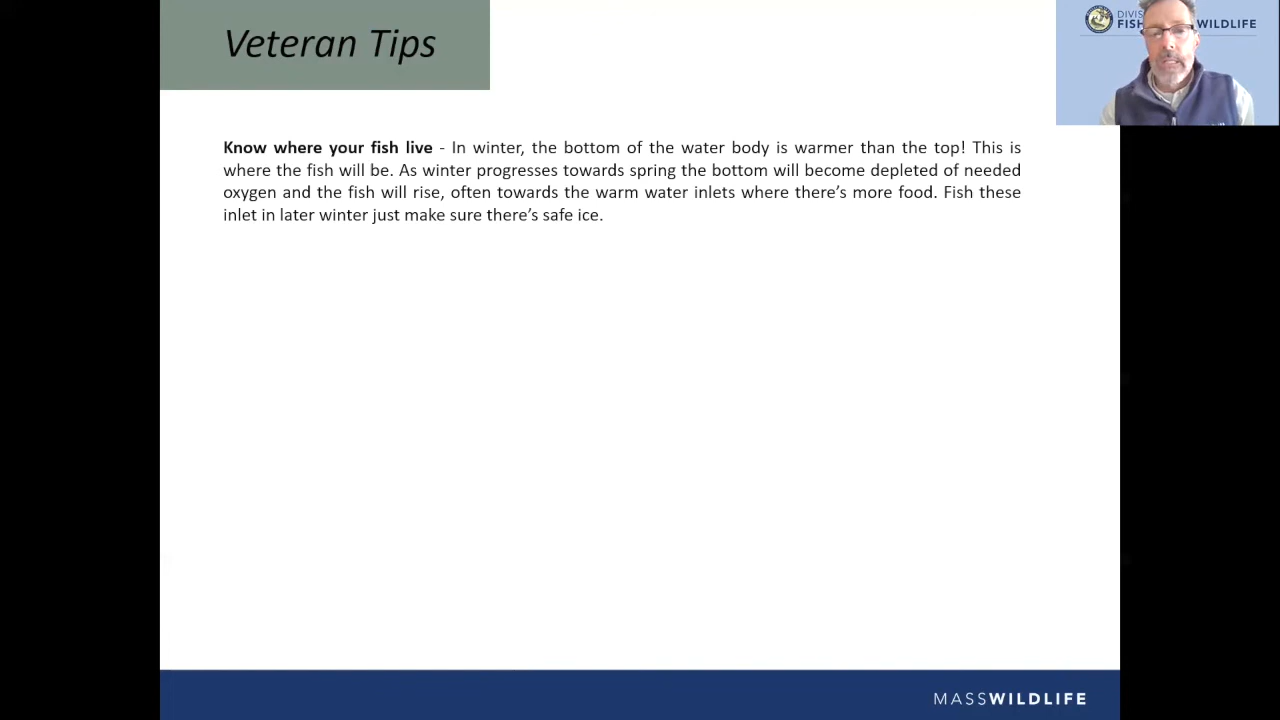 Veteran Tips
DIVIS
FISH WILDLIFE
Know where your fish live - In winter, the bottom of the water body is warmer than the top! This is
where the fish will be. As winter progresses towards spring the bottom will become depleted of needed
oxygen and the fish will rise, often towards the warm water inlets where there's more food. Fish these
inlet in later winter just make sure there's safe ice.
MASSWILDLIFE